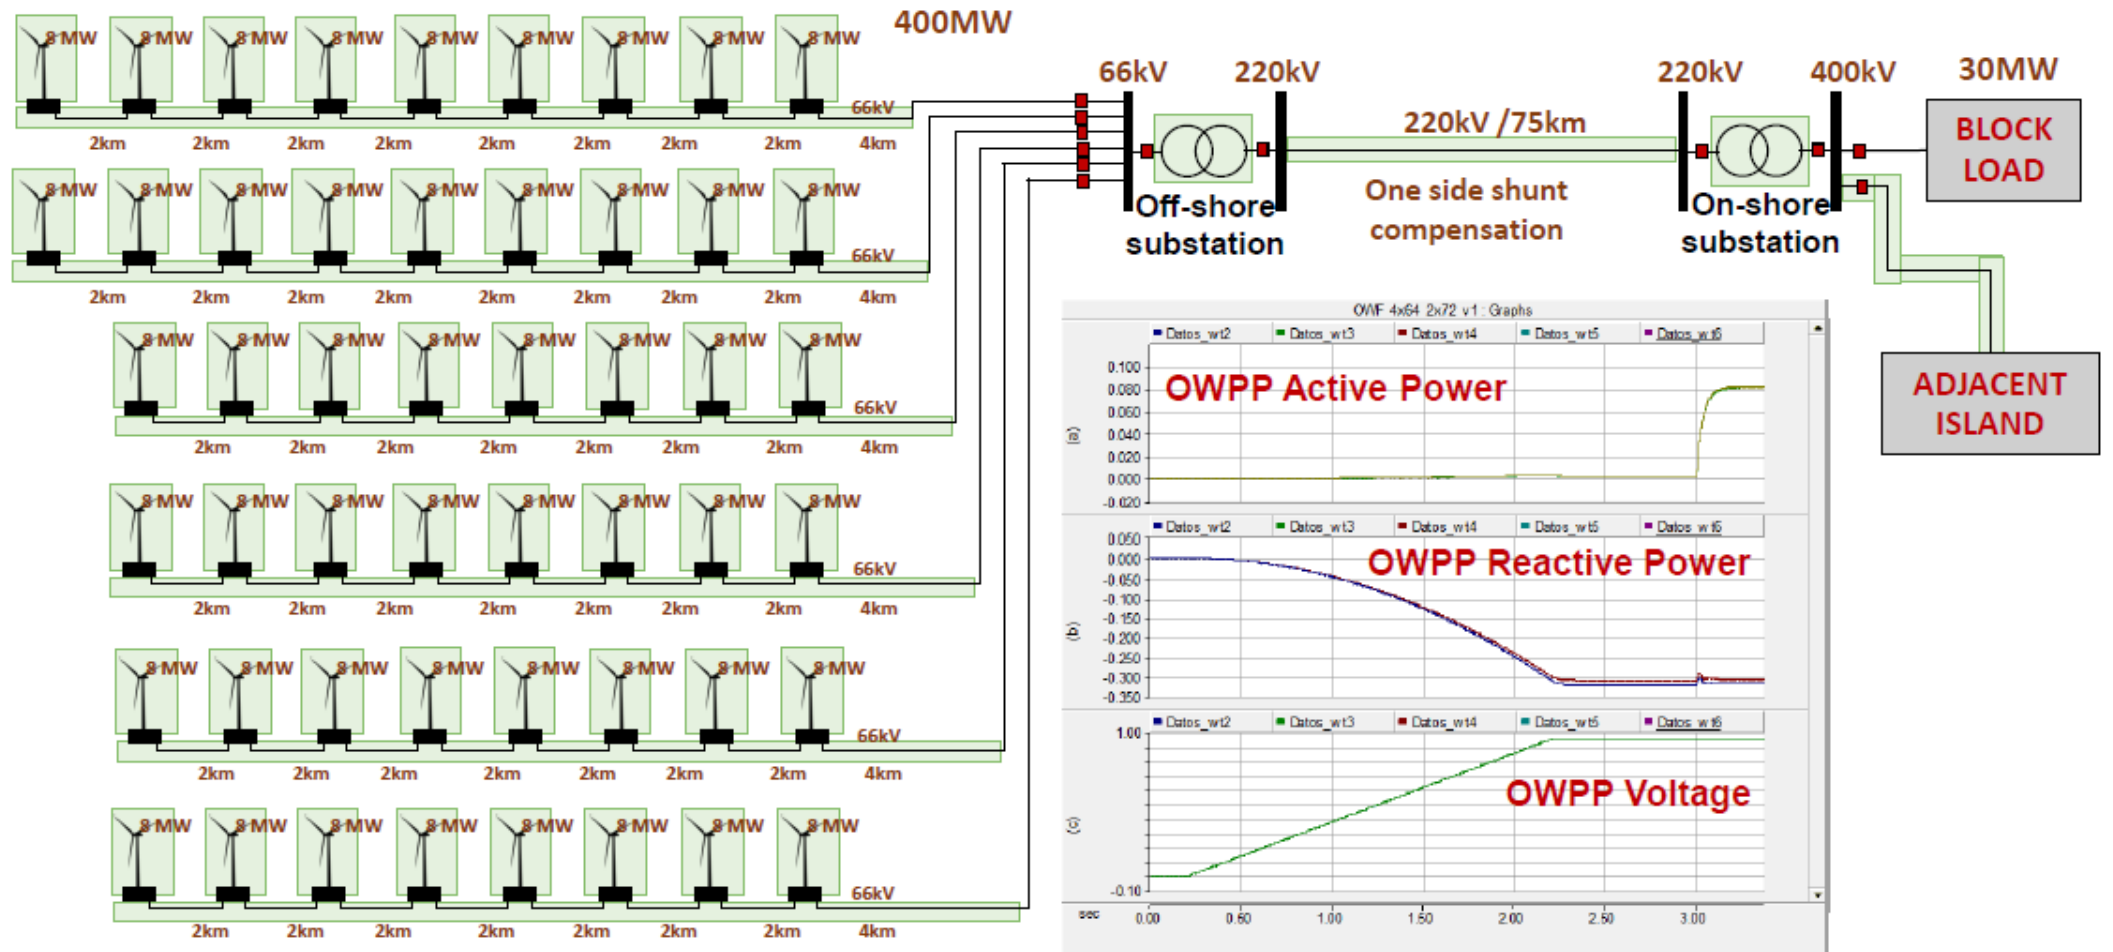 400MW
8 MW 8 MW 8 MW 8 MW 8 MW 8 MW 8 MW 8 MW 8 MW
66kV
2km 2km 2km 2km 2km 2km 2km 2km 4km
8 MW 8 MW 8 MW 8 MW 8 MW 8 MW 8 MW 8 MW 8 MW
66kV
2km 2km 2km 2km 2km 2km 2km 2km 4km
8 MW 8 MW 8 MW 8 MW 8 MW 8 MW 8 MW 8 MW
66kV
2km 2km 2km 2km 2km 2km 2km 4km
8 MW 8 MW 8 MW 8 MW 8 MW 8 MW 8 MW 8 MW
66kV
2km 2km 2km 2km 2km 2km 2km 4km
8 MW 8 MW 8 MW 8 MW 8 MW 8 MW 8 MW 8 MW
66kV
2km 2km 2km 2km 2km 2km 2km 4km
8 MW 8 MW 8 MW 8 MW 8 MW 8 MW 8 MW 8 MW
66kV
2km 2km 2km 2km 2km 2km 2km 4km
66kV 220kV 220kV 400kV 30MW
220kV /75km
BLOCK
LOAD
One side shunt
compensation
Off-shore
substation
On-shore
substation
ADJACENT
ISLAND
OWF 4x64 2x72 v1 : Graphs
Datos_wt2 Datos_wt3 Datos_wt4 Datos_wt5 Datos_wt6
OWPP Active Power
(a)
0.100
0.080
0.060
0.040
0.020
0.000
-0.020
Datos_wt2 Datos_wt3 Datos_wt4 Datos_wt5 Datos_wt6
OWPP Reactive Power
(b)
0.050
0.000
-0.050
-0.100
-0.150
-0.200
-0.250
-0.300
-0.350
Datos_wt2 Datos_wt3 Datos_wt4 Datos_wt5 Datos_wt6
OWPP Voltage
(c)
1.00
-0.10
sec 0.00 0.50 1.00 1.50 2.00 2.50 3.00